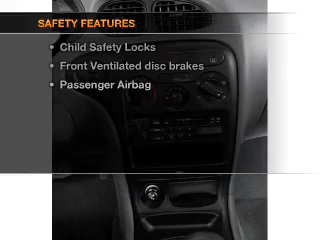 SAFETY FEATURES
• Child Safety Locks
• Front Ventilated disc brakes
• Passenger Airbag